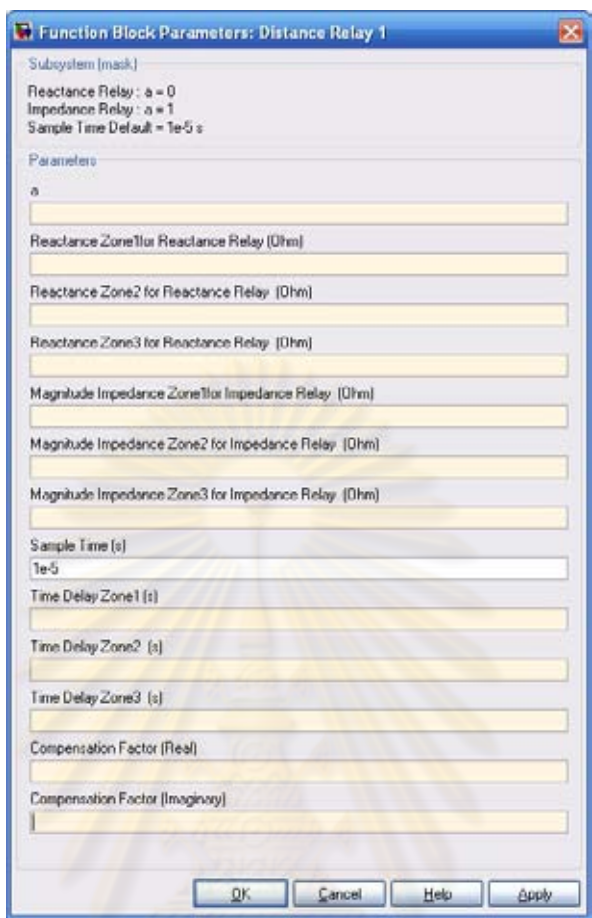 Function Block Parameters: Distance Relay 1
Subsystem (mask)
Reactance Relay : a = 0
Impedance Relay : a = 1
Sample Time Default = 1e-5 s
Parameters
a
Reactance Zone1for Reactance Relay (Ohm)
Reactance Zone2 for Reactance Relay (Ohm)
Reactance Zone3 for Reactance Relay (Ohm)
Magnitude Impedance Zone1for Impedance Relay (Ohm)
Magnitude Impedance Zone2 for Impedance Relay (Ohm)
Magnitude Impedance Zone3 for Impedance Relay (Ohm)
Sample Time (s)
1e-5
Time Delay Zone1 (s)
Time Delay Zone2 (s)
Time Delay Zone3 (s)
Compensation Factor (Real)
Compensation Factor (Imaginary)
OK Cancel Help Apply